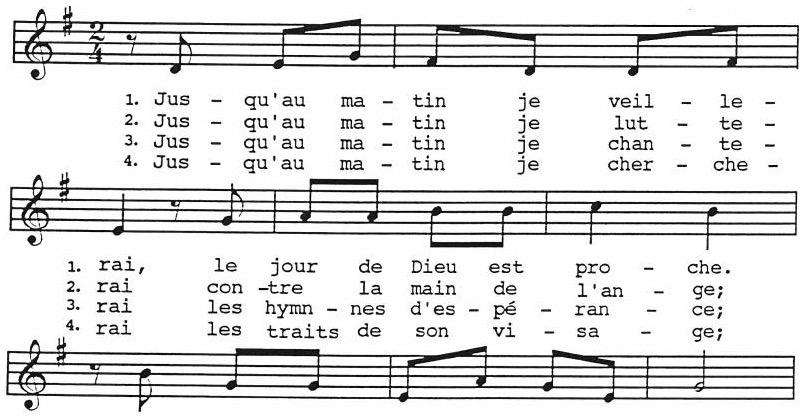 2
4
1. Jus - qu'au ma - tin je veil - le -
2. Jus - qu'au ma - tin je lut - te -
3. Jus - qu'au ma - tin je chan - te -
4. Jus - qu'au ma - tin je cher - che -
1. rai, le jour de Dieu est pro - che.
2. rai con -tre la main de l'an - ge;
3. rai les hymn - nes d'es - pé - ran - ce;
4. rai les traits de son vi - sa - ge;